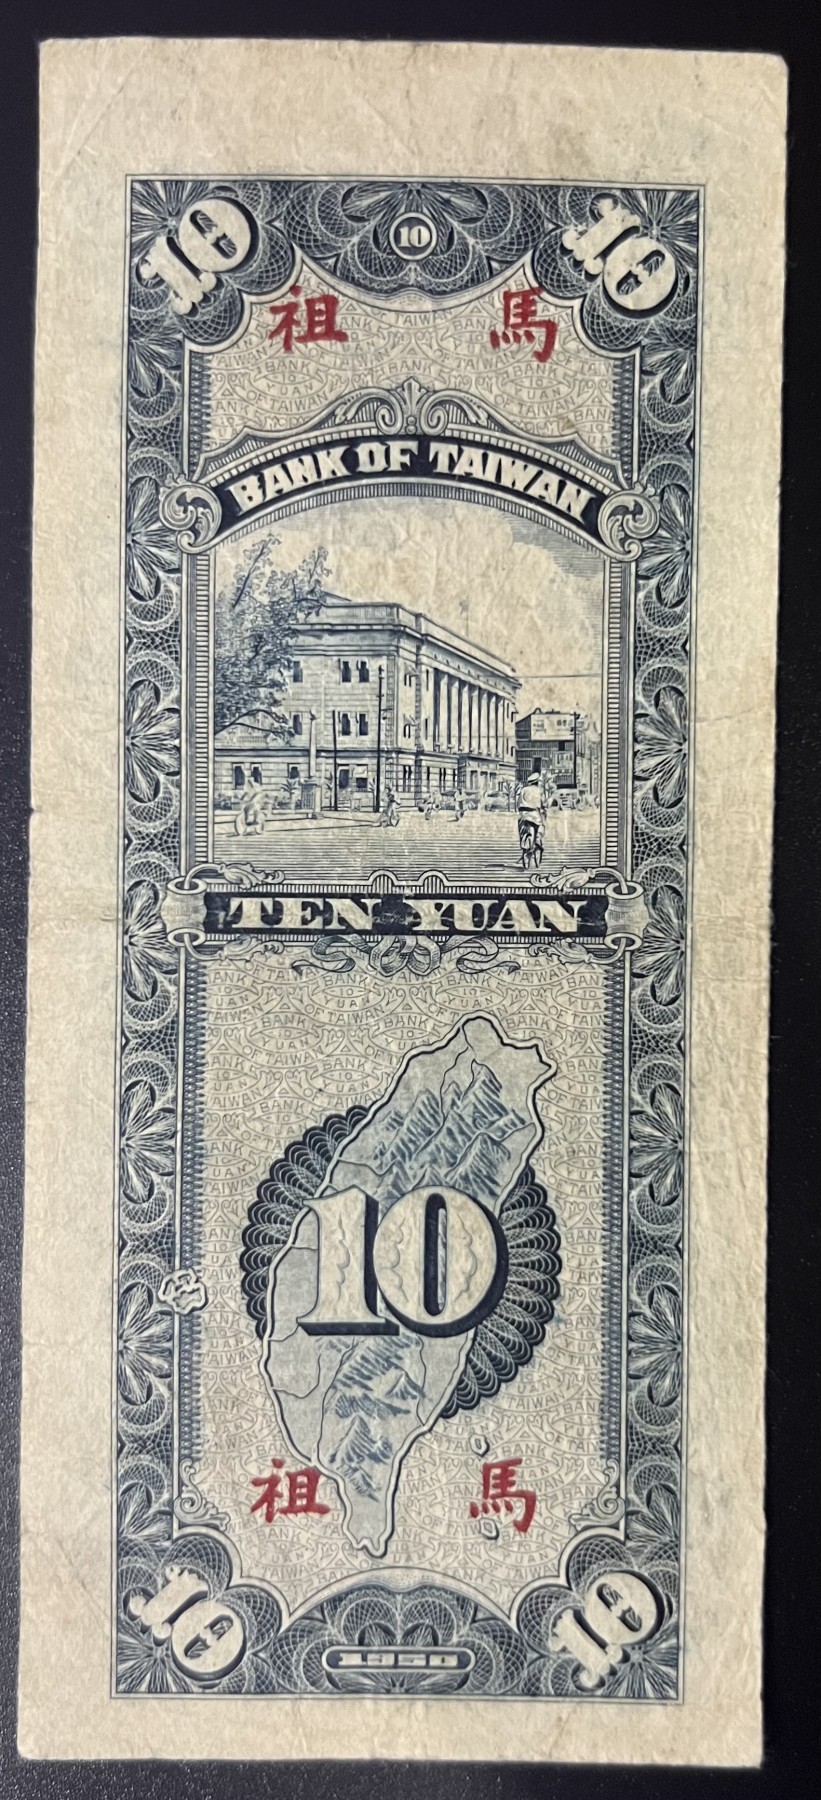 10 10 10
祖 馬
BANK OF TAIWAN
TEN YUAN
10
祖 馬
10 10
1950